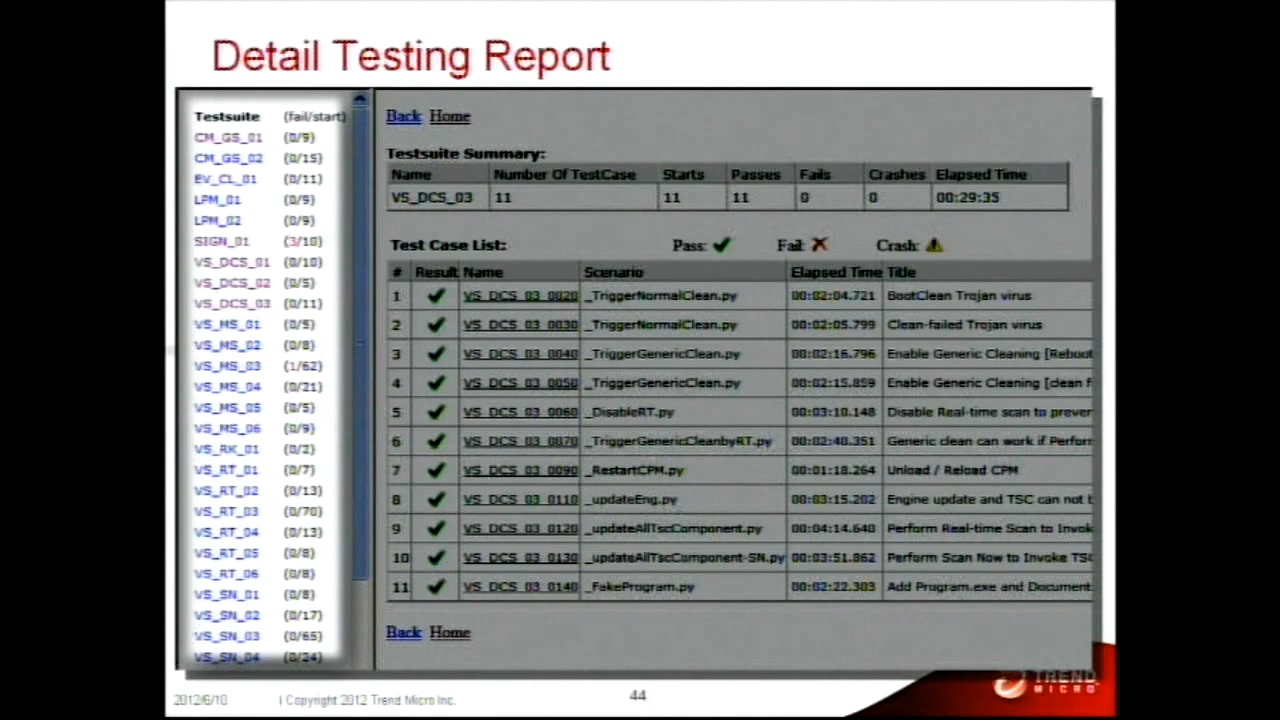 Detail Testing Report
Testsuite (fail/start)
CM_GS_01 (0/9)
CM_GS_02 (0/15)
EV_CL_01 (0/11)
LPM_01 (0/9)
LPM_02 (0/9)
SIGN_01 (3/10)
VS_DCS_01 (0/10)
VS_DCS_02 (0/5)
VS_DCS_03 (0/11)
VS_MS_01 (0/5)
VS_MS_02 (0/8)
VS_MS_03 (1/62)
VS_MS_04 (0/21)
VS_MS_05 (0/5)
VS_MS_06 (0/9)
VS_RK_01 (0/2)
VS_RT_01 (0/7)
VS_RT_02 (0/13)
VS_RT_03 (0/70)
VS_RT_04 (0/13)
VS_RT_05 (0/8)
VS_RT_06 (0/8)
VS_SN_01 (0/8)
VS_SN_02 (0/17)
VS_SN_03 (0/65)
VS_SN_04 (0/24)
Back Home
Testsuite Summary:
Name Number Of TestCase Starts Passes Fails Crashes Elapsed Time
VS_DCS_03 11 11 11 0 0 00:29:35
Test Case List: Pass: Fail: Crash:
# Result Name Scenario Elapsed Time Title
1 VS_DCS_03_0020 _TriggerNormalClean.py 00:02:04.721 BootClean Trojan virus
2 VS_DCS_03_0030 _TriggerNormalClean.py 00:02:05.799 Clean-failed Trojan virus
3 VS_DCS_03_0040 _TriggerGenericClean.py 00:02:16.796 Enable Generic Cleaning [Reboot
4 VS_DCS_03_0050 _TriggerGenericClean.py 00:02:15.859 Enable Generic Cleaning [clean f
5 VS_DCS_03_0060 _DisableRT.py 00:03:10.148 Disable Real-time scan to prever
6 VS_DCS_03_0070 _TriggerGenericCleanbyRT.py 00:02:40.351 Generic clean can work if Perform
7 VS_DCS_03_0090 _RestartCPM.py 00:01:18.264 Unload / Reload CPM
8 VS_DCS_03_0110 _updateEng.py 00:03:15.202 Engine update and TSC can not b
9 VS_DCS_03_0120 _updateAllTscComponent.py 00:04:14.640 Perform Real-time Scan to Invok
10 VS_DCS_03_0130 _updateAllTscComponent-SN.py 00:03:51.862 Perform Scan Now to Invoke TSC
11 VS_DCS_03_0140 _FakeProgram.py 00:02:22.303 Add Program.exe and Document
Back Home
2012/6/10 | Copyright 2012 Trend Micro Inc. 44
TREND MICRO